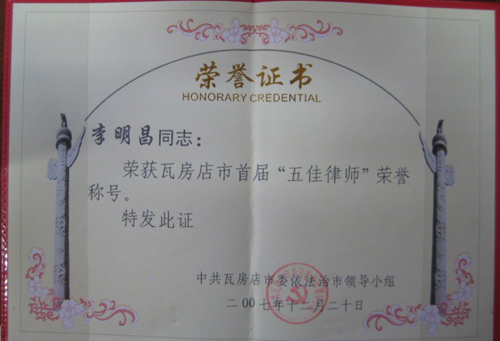 荣誉证书
HONORARY CREDENTIAL
李明昌同志：
荣获瓦房店市首届“五佳律师”荣誉
称号。
特发此证
中共瓦房店市委依法治市领导小组
二00七年十二月二十日